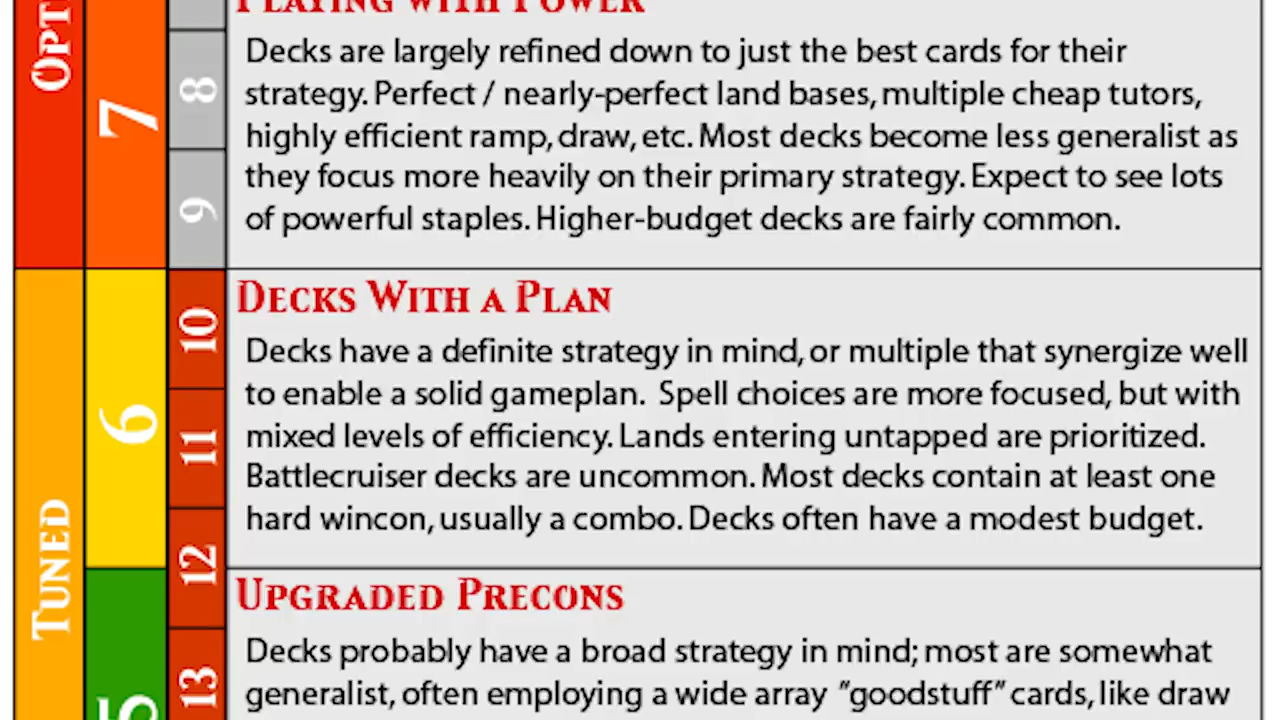 PLAYING WITH POWER
Decks are largely refined down to just the best cards for their
strategy. Perfect / nearly-perfect land bases, multiple cheap tutors,
highly efficient ramp, draw, etc. Most decks become less generalist as
they focus more heavily on their primary strategy. Expect to see lots
of powerful staples. Higher-budget decks are fairly common.
OPT
7
8
9
DECKS WITH A PLAN
Decks have a definite strategy in mind, or multiple that synergize well
to enable a solid gameplan. Spell choices are more focused, but with
mixed levels of efficiency. Lands entering untapped are prioritized.
Battlecruiser decks are uncommon. Most decks contain at least one
hard wincon, usually a combo. Decks often have a modest budget.
TUNED
6
10
11
12
UPGRADED PRECONS
Decks probably have a broad strategy in mind; most are somewhat
generalist, often employing a wide array "goodstuff" cards, like draw
5
13